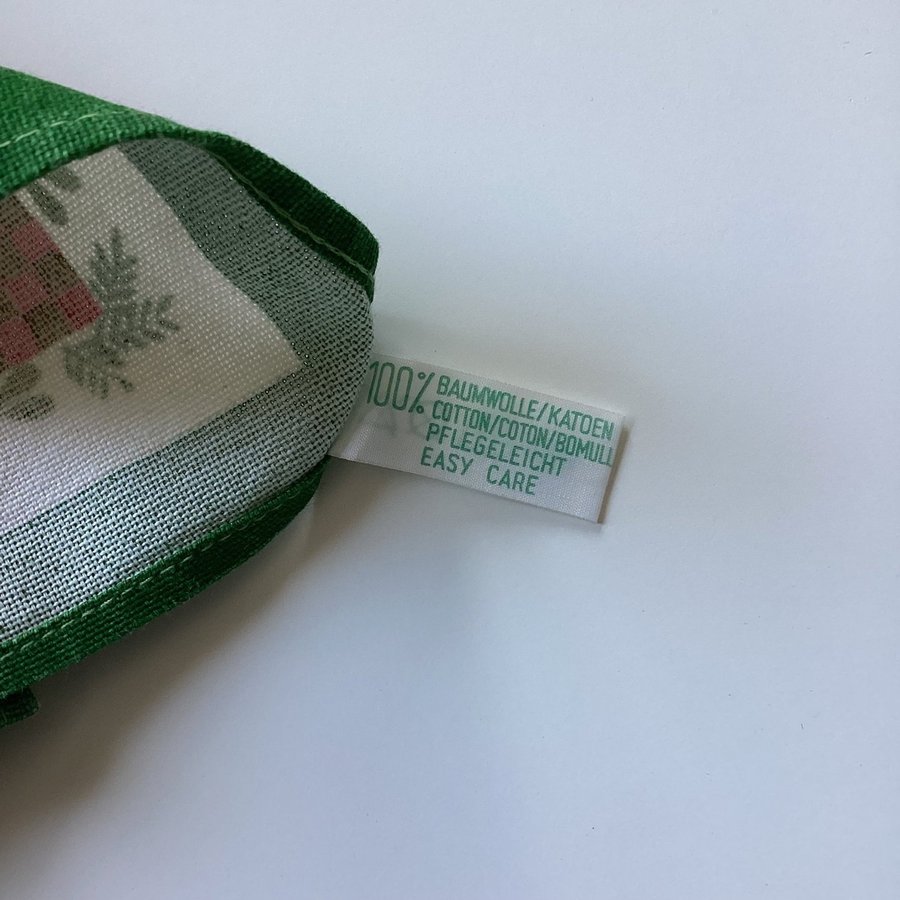 100% BAUMWOLLE/KATOEN
COTTON/COTON/BOMULL
PFLEGELEICHT
EASY CARE